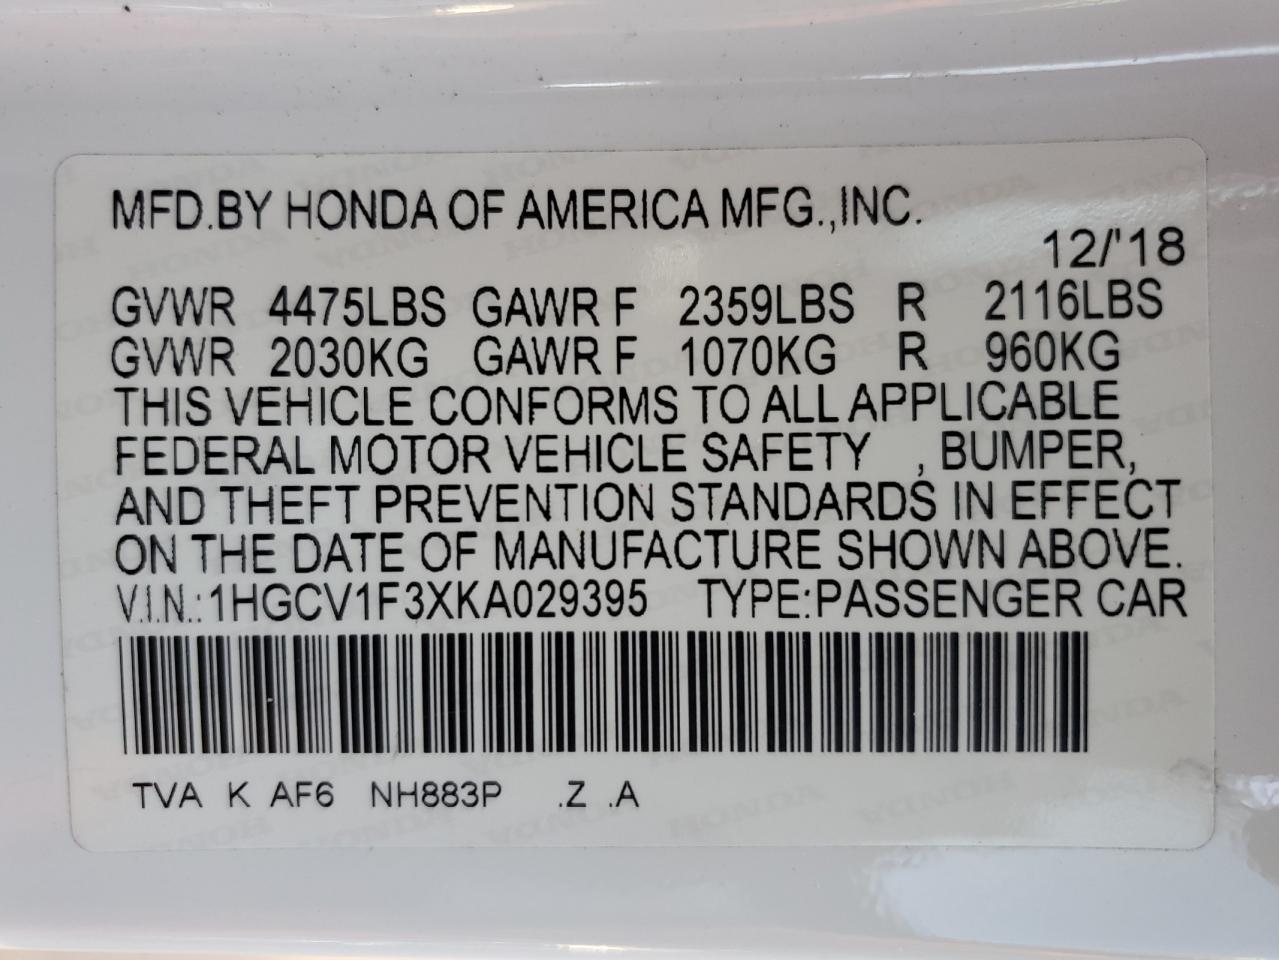 MFD.BY HONDA OF AMERICA MFG.,INC.
12/'18
GVWR 4475LBS GAWR F 2359LBS R 2116LBS
GVWR 2030KG GAWR F 1070KG R 960KG
THIS VEHICLE CONFORMS TO ALL APPLICABLE
FEDERAL MOTOR VEHICLE SAFETY , BUMPER,
AND THEFT PREVENTION STANDARDS IN EFFECT
ON THE DATE OF MANUFACTURE SHOWN ABOVE.
V.I.N.:1HGCV1F3XKA029395 TYPE:PASSENGER CAR
TVA K AF6 NH883P .Z .A